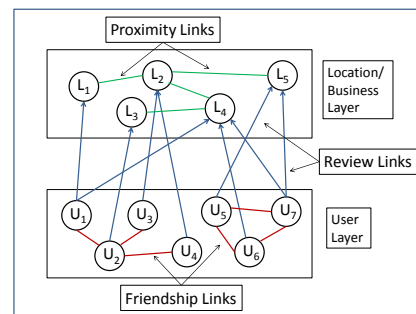 Proximity Links
L1
L2
L5
L3
L4
Location/
Business
Layer
Review Links
U1
U3
U5
U7
U2
U4
U6
User
Layer
Friendship Links